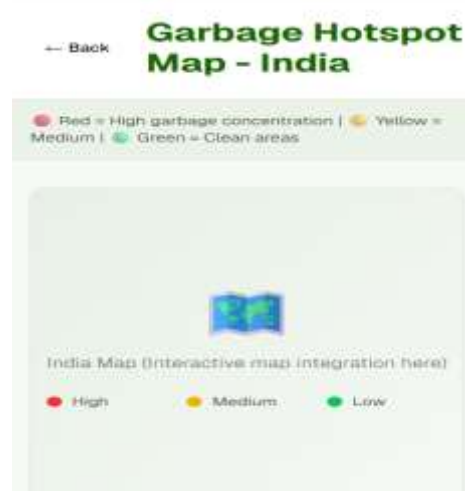 ← Back
Garbage Hotspot
Map - India
Red = High garbage concentration | Yellow =
Medium | Green = Clean areas
India Map (Interactive map integration here)
High Medium Low